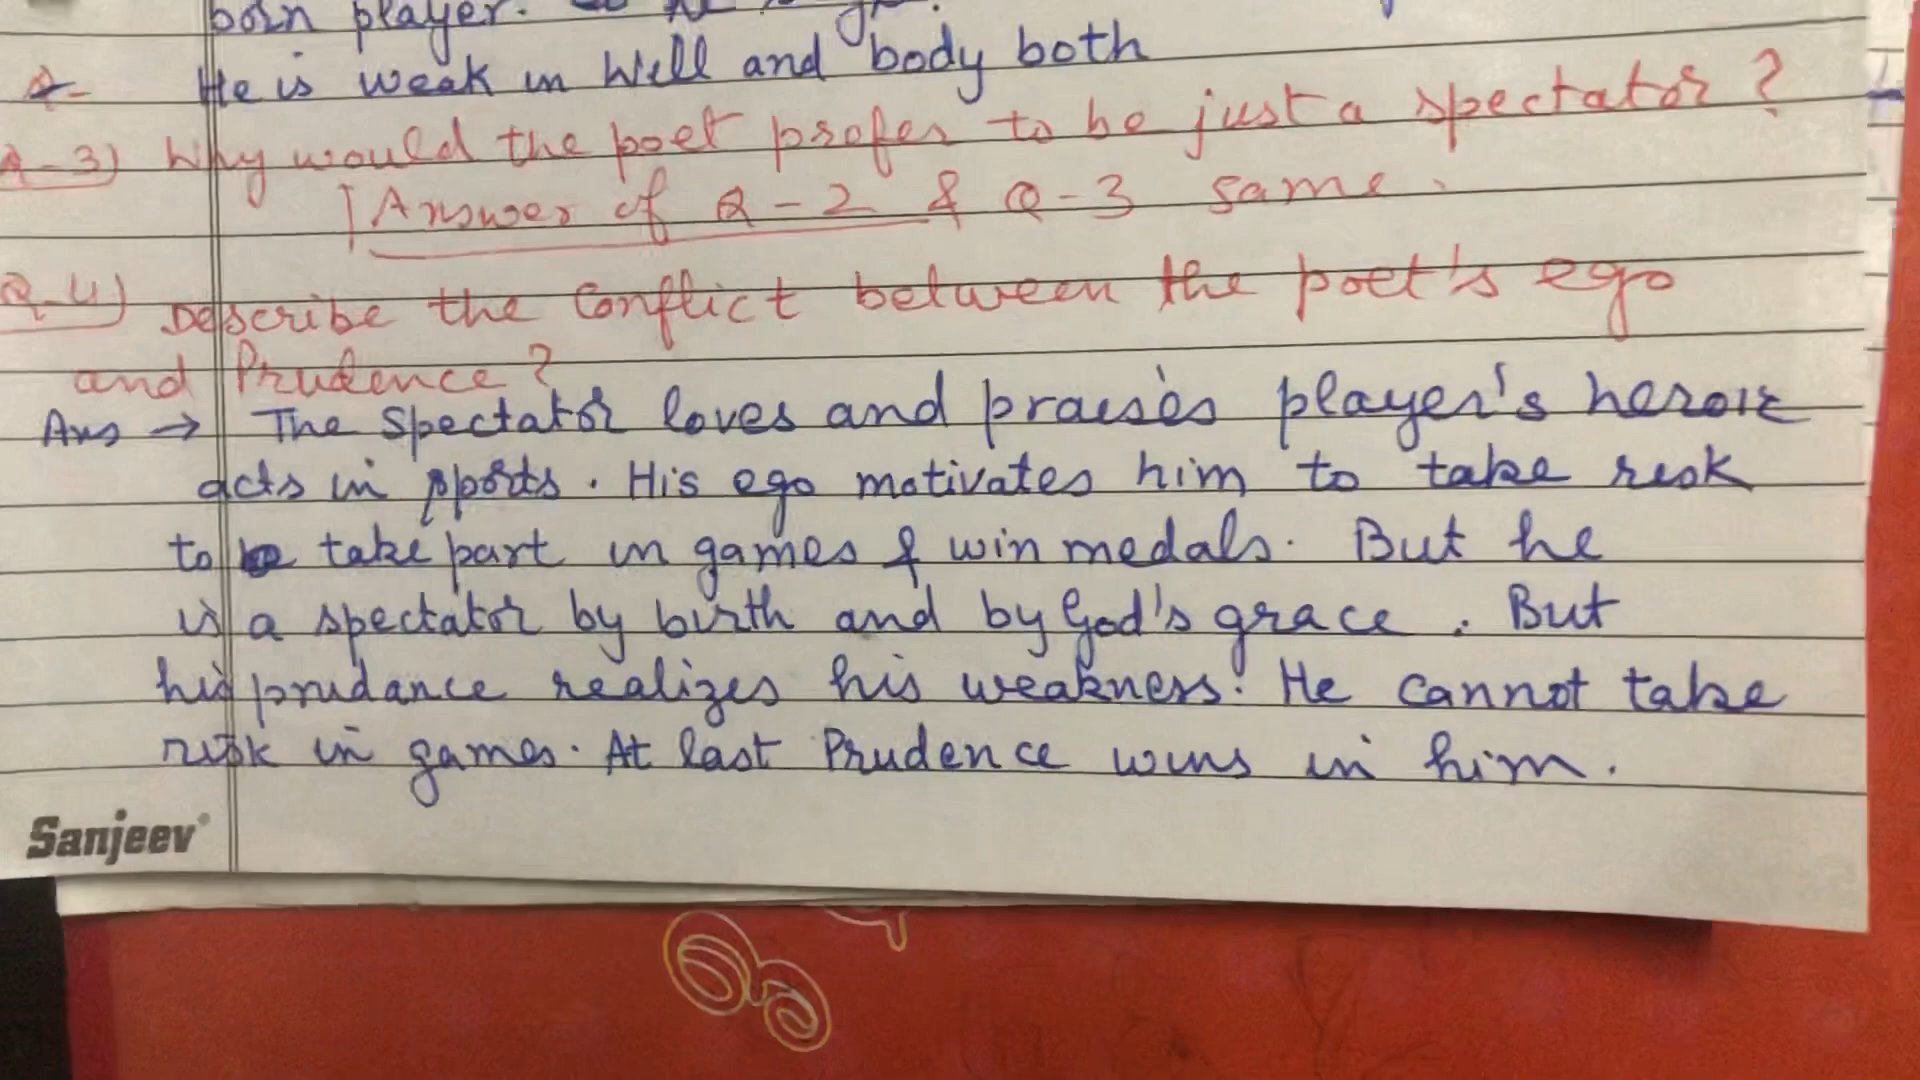 born player.
A- He is weak in Will and body both
Q-3) Why would the poet prefer to be just a spectator?
Answer of Q-2 & Q-3 same.
Q-4) Describe the Conflict between the poet's ego
and Prudence?
Ans → The Spectator loves and praises player's heroic
acts in sports. His ego motivates him to take risk
to take part in games & win medals. But he
is a spectator by birth and by God's grace. But
his prudance realizes his weakness. He cannot take
risk in games. At last Prudence wins in him.
Sanjeev